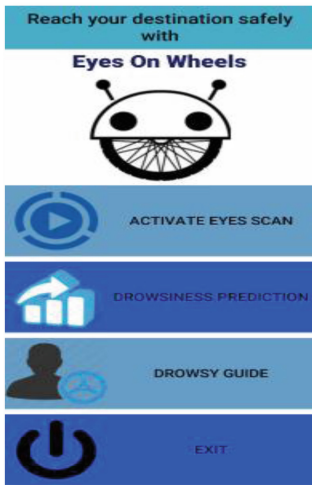 Reach your destination safely
with
Eyes On Wheels
ACTIVATE EYES SCAN
DROWSINESS PREDICTION
DROWSY GUIDE
EXIT